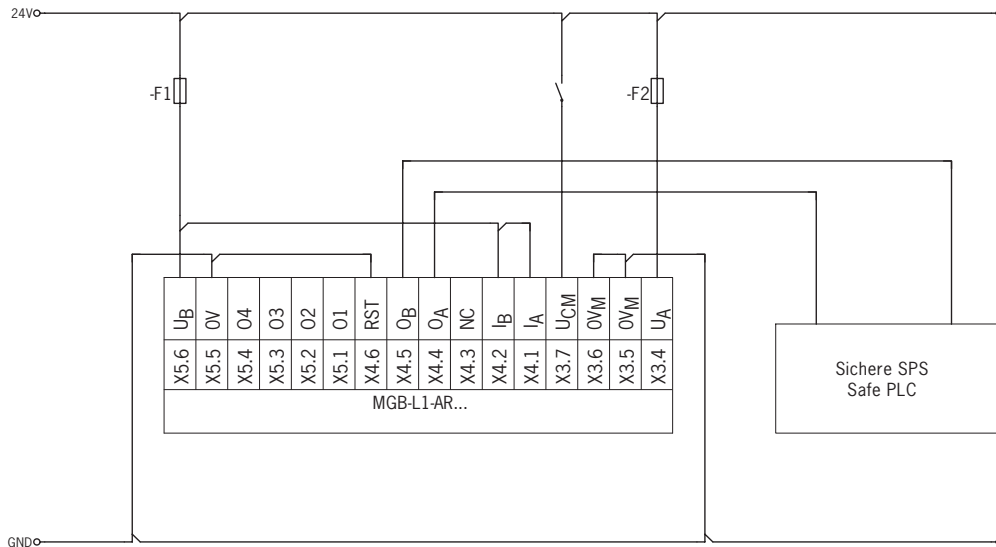 24V
-F1
-F2
UB 0V O4 O3 O2 O1 RST OB OA NC IB IA UCM 0VM 0VM UA
X5.6 X5.5 X5.4 X5.3 X5.2 X5.1 X4.6 X4.5 X4.4 X4.3 X4.2 X4.1 X3.7 X3.6 X3.5 X3.4
MGB-L1-AR...
Sichere SPS
Safe PLC
GND